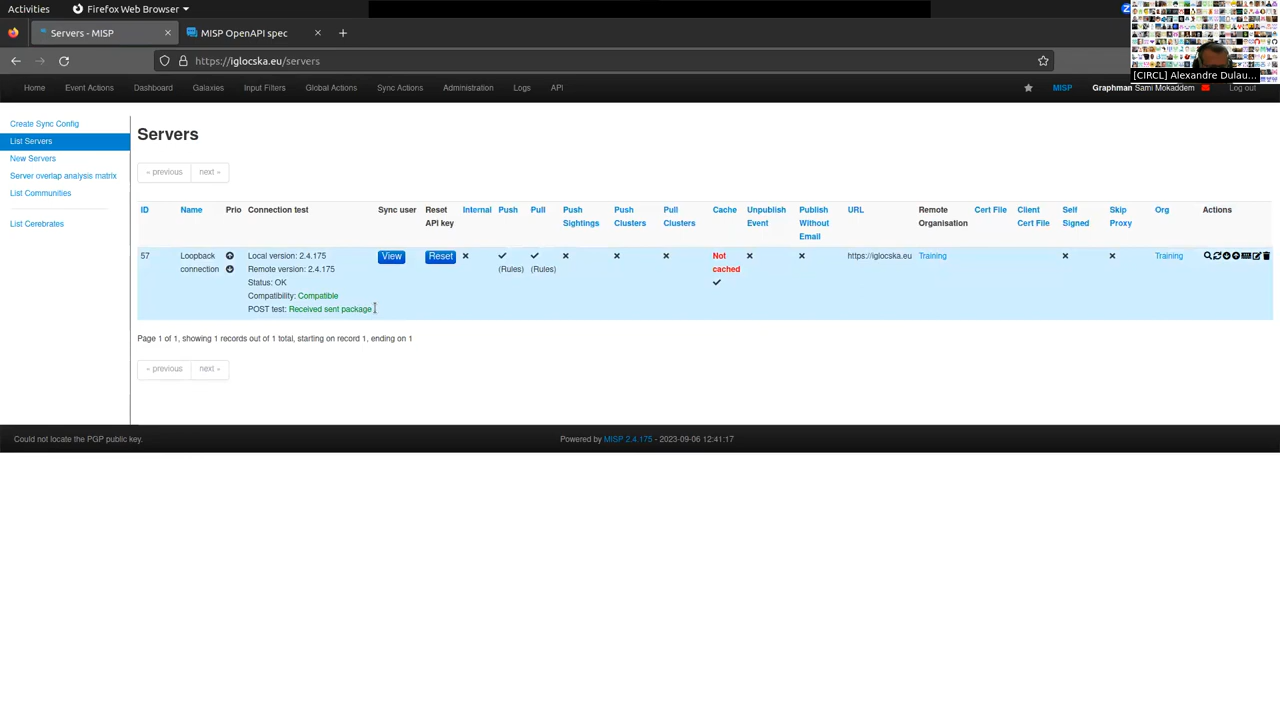 Activities
Firefox Web Browser
Servers - MISP
MISP OpenAPI spec
https://iglocska.eu/servers
[CIRCL] Alexandre Dulau...
Home Event Actions Dashboard Galaxies Input Filters Global Actions Sync Actions Administration Logs API
MISP Graphman Sami Mokaddem Log out
Create Sync Config
List Servers
New Servers
Server overlap analysis matrix
List Communities
List Cerebrates
Servers
« previous next »
ID Name Prio Connection test Sync user Reset API key Internal Push Pull Push Sightings Push Clusters Pull Clusters Cache Unpublish Event Publish Without Email URL Remote Organisation Cert File Client Cert File Self Signed Skip Proxy Org Actions
57
Loopback connection
Local version: 2.4.175
Remote version: 2.4.175
Status: OK
Compatibility: Compatible
POST test: Received sent package
View
Reset
(Rules)
(Rules)
Not cached
https://iglocska.eu
Training
Training
Page 1 of 1, showing 1 records out of 1 total, starting on record 1, ending on 1
« previous next »
Could not locate the PGP public key.
Powered by MISP 2.4.175 - 2023-09-06 12:41:17